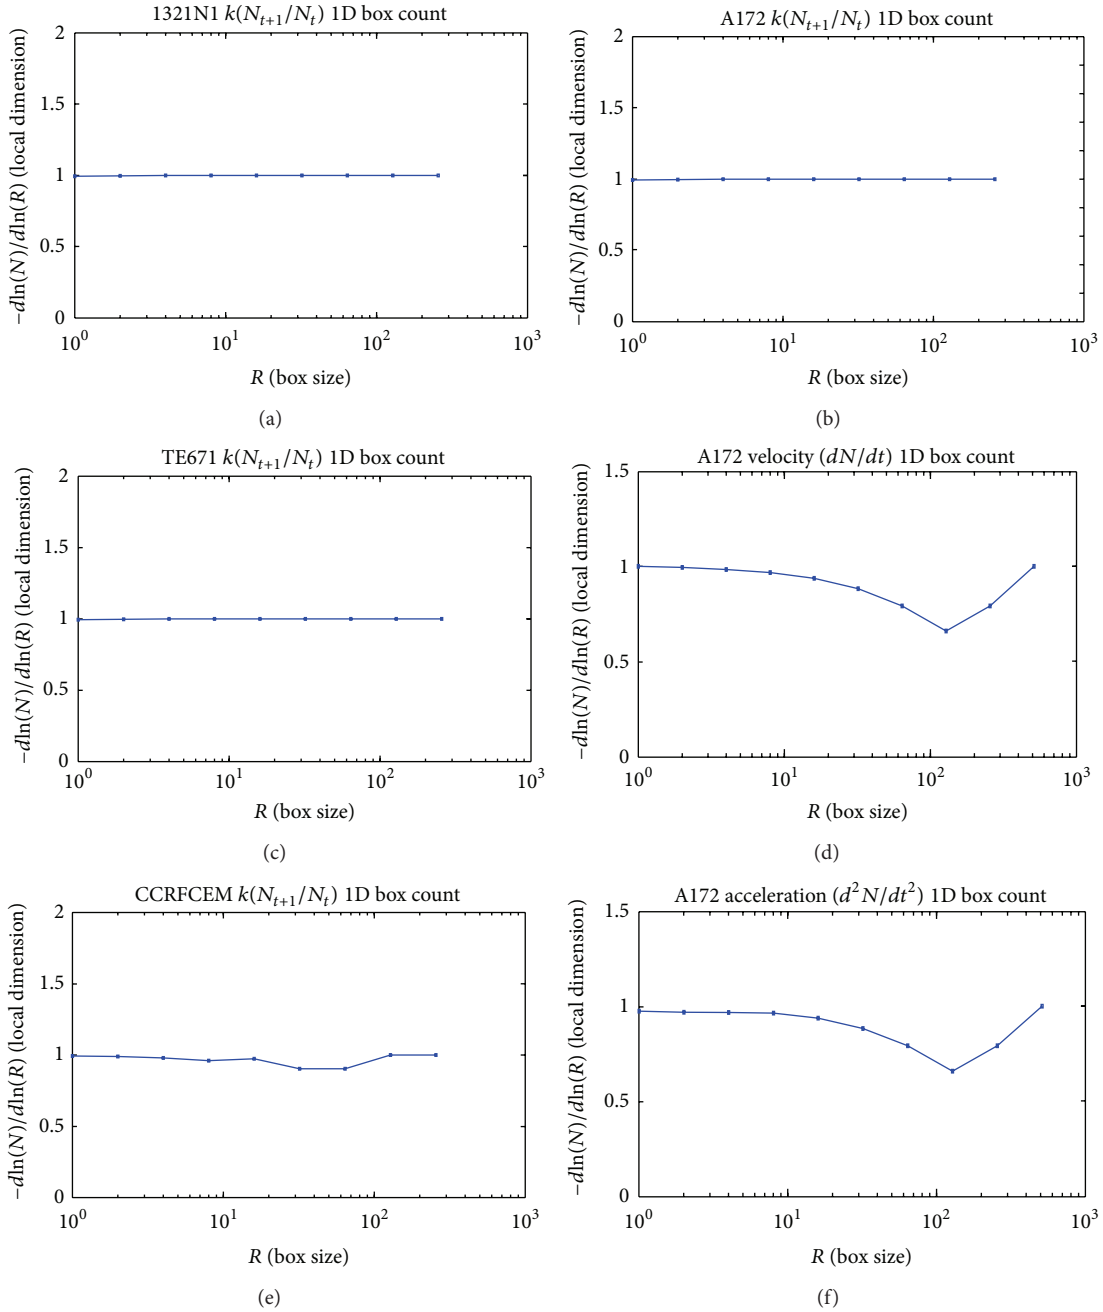 1321N1 k(N_{t+1}/N_t) 1D box count
−dln(N)/dln(R) (local dimension)
2
1.5
1
0.5
0
10^0
10^1
10^2
10^3
R (box size)
(a)
A172 k(N_{t+1}/N_t) 1D box count
−dln(N)/dln(R) (local dimension)
2
1.5
1
0.5
0
10^0
10^1
10^2
10^3
R (box size)
(b)
TE671 k(N_{t+1}/N_t) 1D box count
−dln(N)/dln(R) (local dimension)
2
1.5
1
0.5
0
10^0
10^1
10^2
10^3
R (box size)
(c)
A172 velocity (dN/dt) 1D box count
−dln(N)/dln(R) (local dimension)
1.5
1
0.5
0
10^0
10^1
10^2
10^3
R (box size)
(d)
CCRFCEM k(N_{t+1}/N_t) 1D box count
−dln(N)/dln(R) (local dimension)
2
1.5
1
0.5
0
10^0
10^1
10^2
10^3
R (box size)
(e)
A172 acceleration (d^2N/dt^2) 1D box count
−dln(N)/dln(R) (local dimension)
1.5
1
0.5
0
10^0
10^1
10^2
10^3
R (box size)
(f)